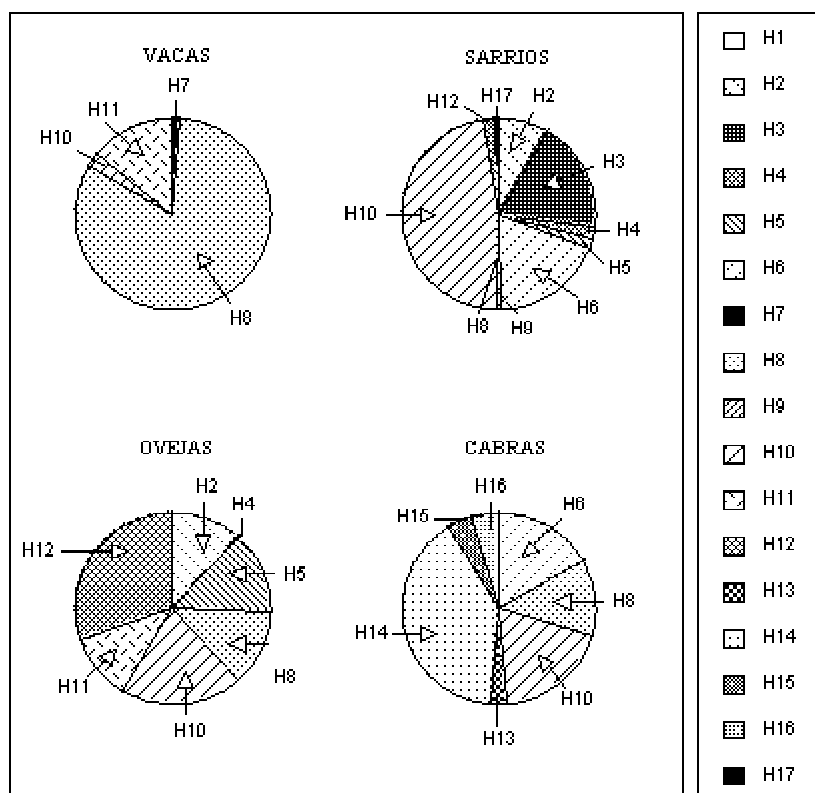 VACAS
H7
H11
H10
H8
SARRIOS
H12
H17
H2
H3
H10
H4
H5
H8
H9
H6
OVEJAS
H2
H4
H12
H5
H11
H8
H10
CABRAS
H16
H15
H6
H8
H14
H10
H13
H1
H2
H3
H4
H5
H6
H7
H8
H9
H10
H11
H12
H13
H14
H15
H16
H17